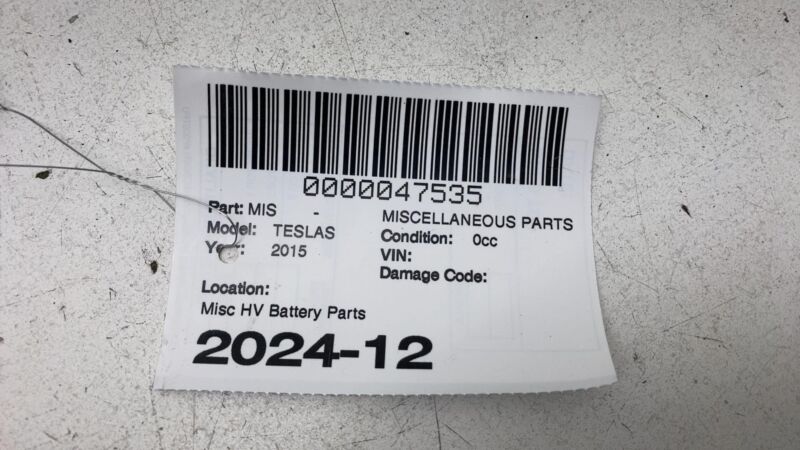 0000047535
Part: MIS - MISCELLANEOUS PARTS
Model: TESLAS Condition: 0cc
Year: 2015 VIN:
Damage Code:
Location:
Misc HV Battery Parts
2024-12